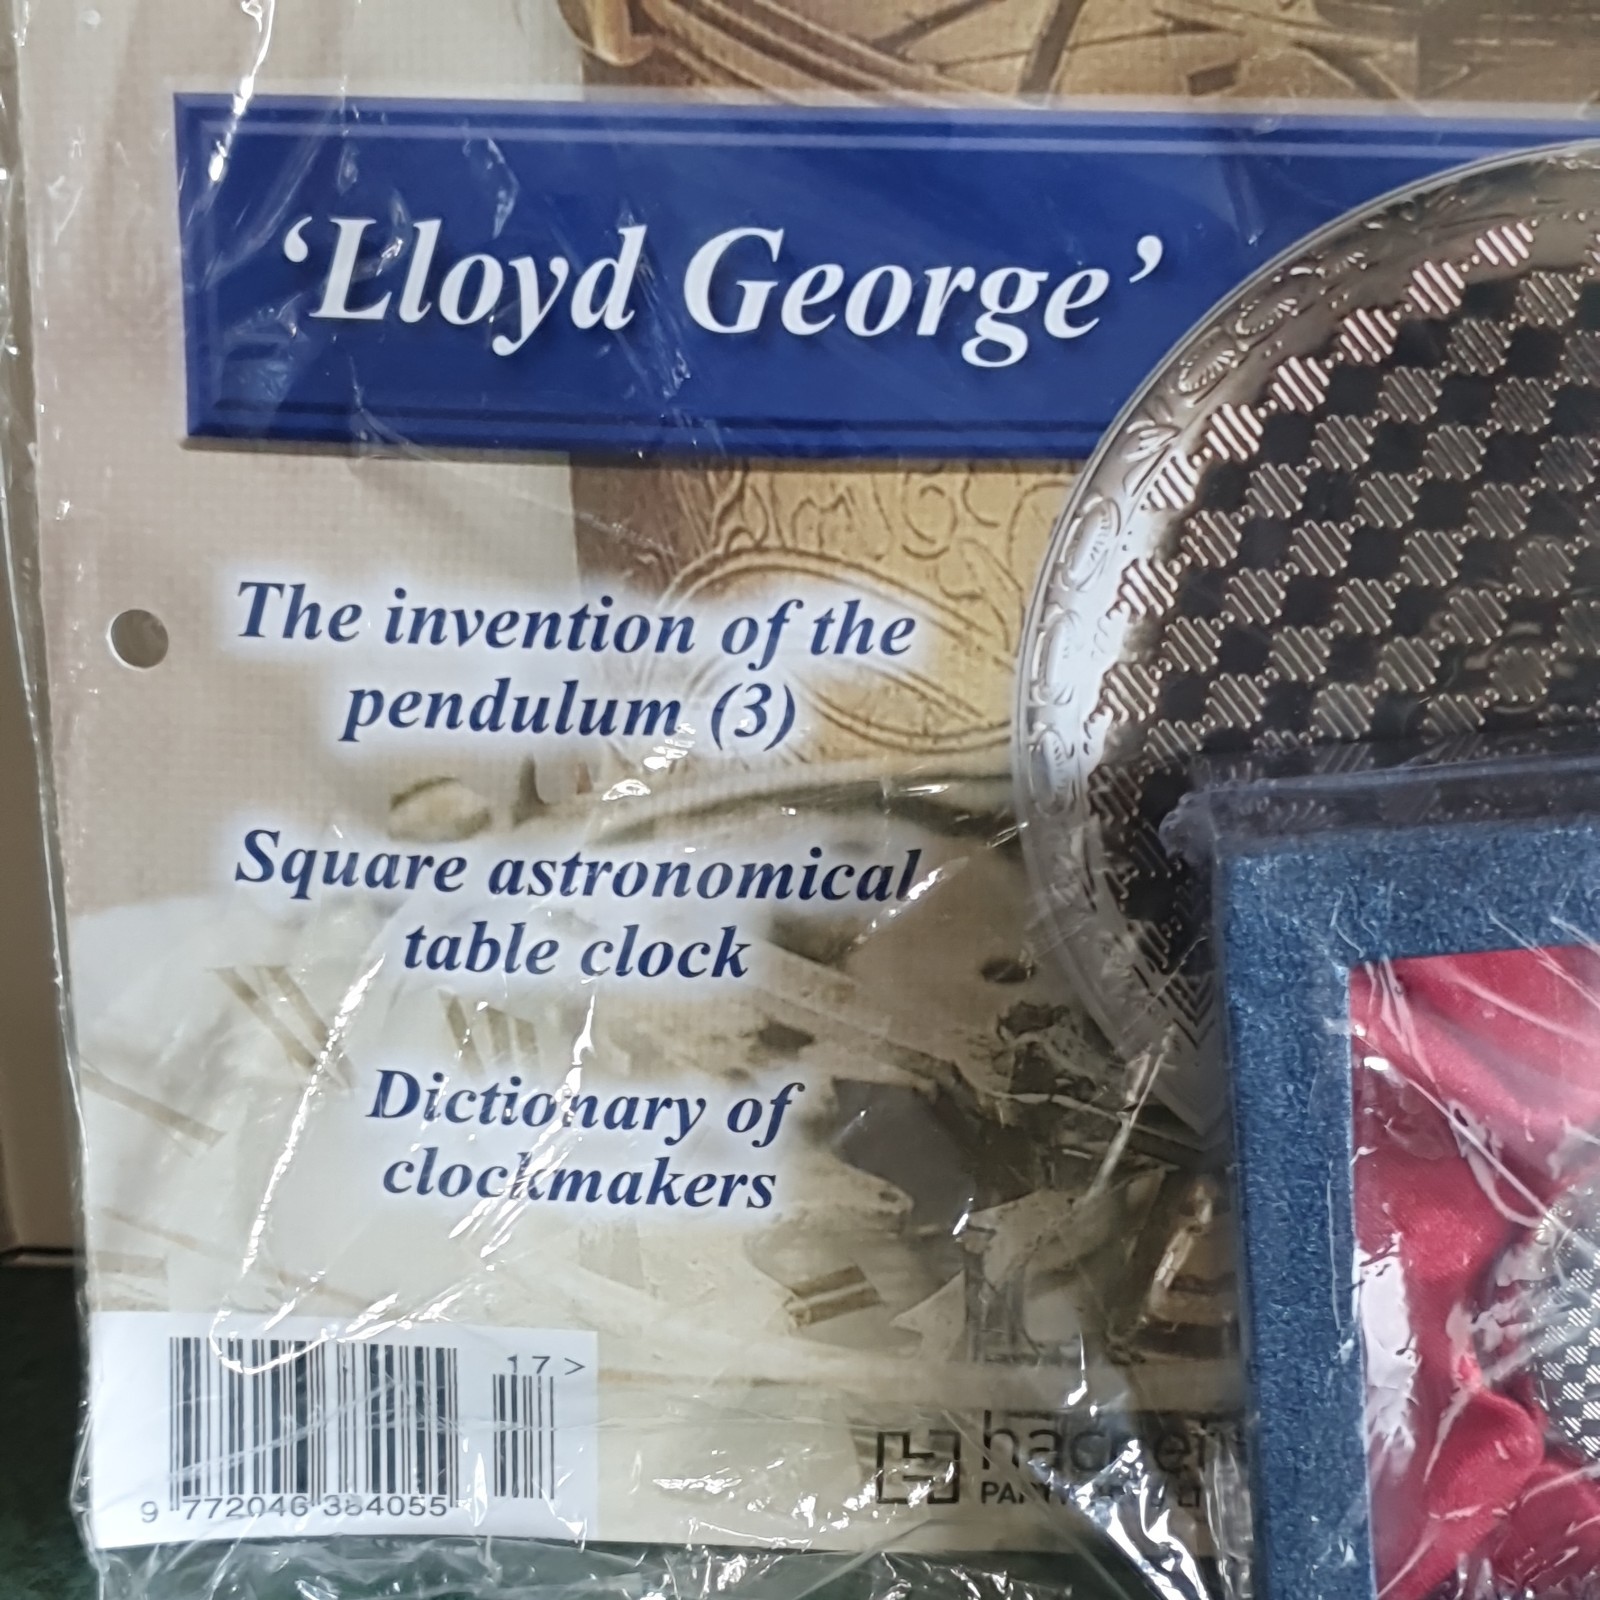 ‘Lloyd George’
The invention of the
pendulum (3)
Square astronomical
table clock
Dictionary of
clockmakers
17 >
9 772046 384055